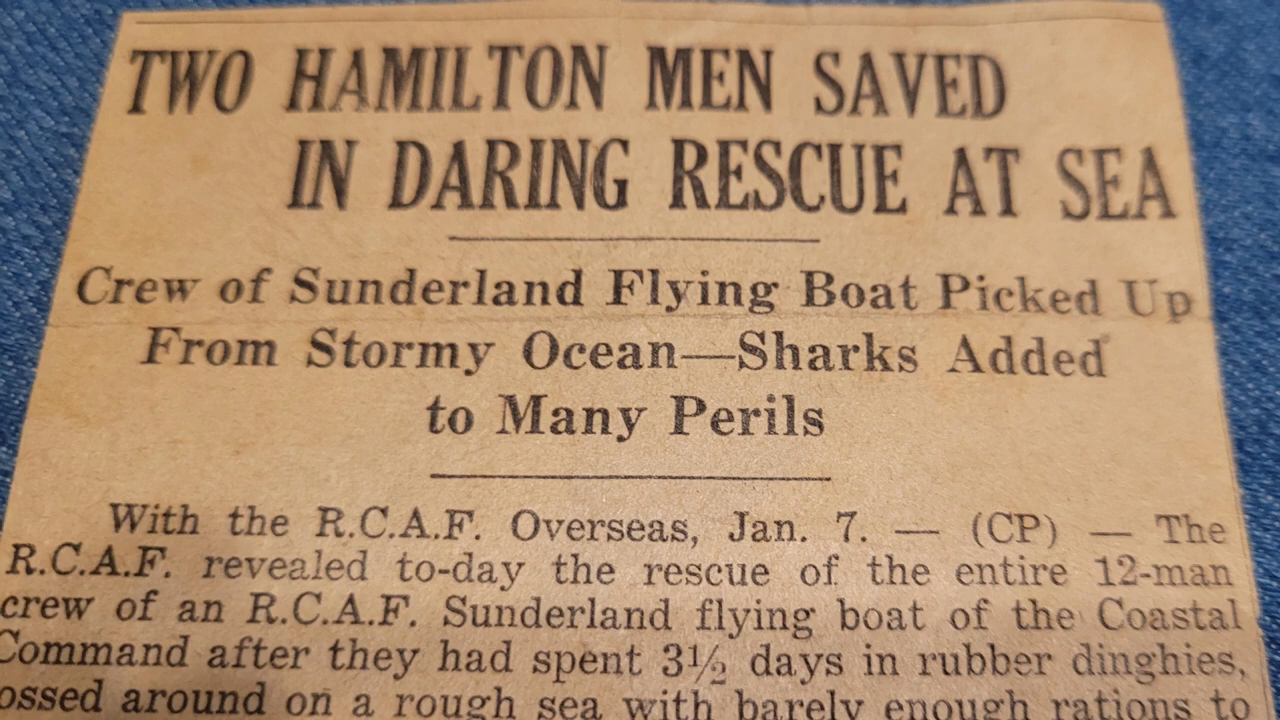 TWO HAMILTON MEN SAVED
IN DARING RESCUE AT SEA
Crew of Sunderland Flying Boat Picked Up
From Stormy Ocean—Sharks Added
to Many Perils
With the R.C.A.F. Overseas, Jan. 7. — (CP) — The
R.C.A.F. revealed to-day the rescue of the entire 12-man
crew of an R.C.A.F. Sunderland flying boat of the Coastal
Command after they had spent 3½ days in rubber dinghies,
ossed around on a rough sea with barely enough rations to